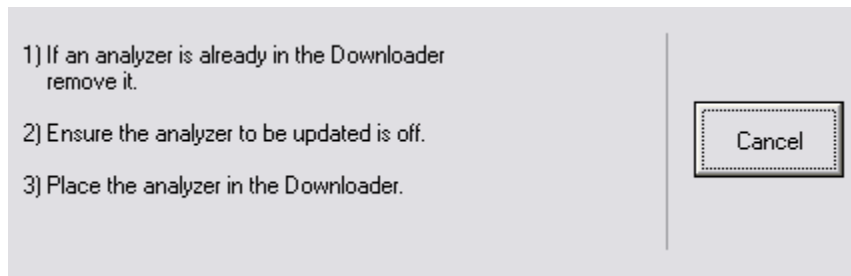 1) If an analyzer is already in the Downloader
remove it.
2) Ensure the analyzer to be updated is off.
3) Place the analyzer in the Downloader.
Cancel